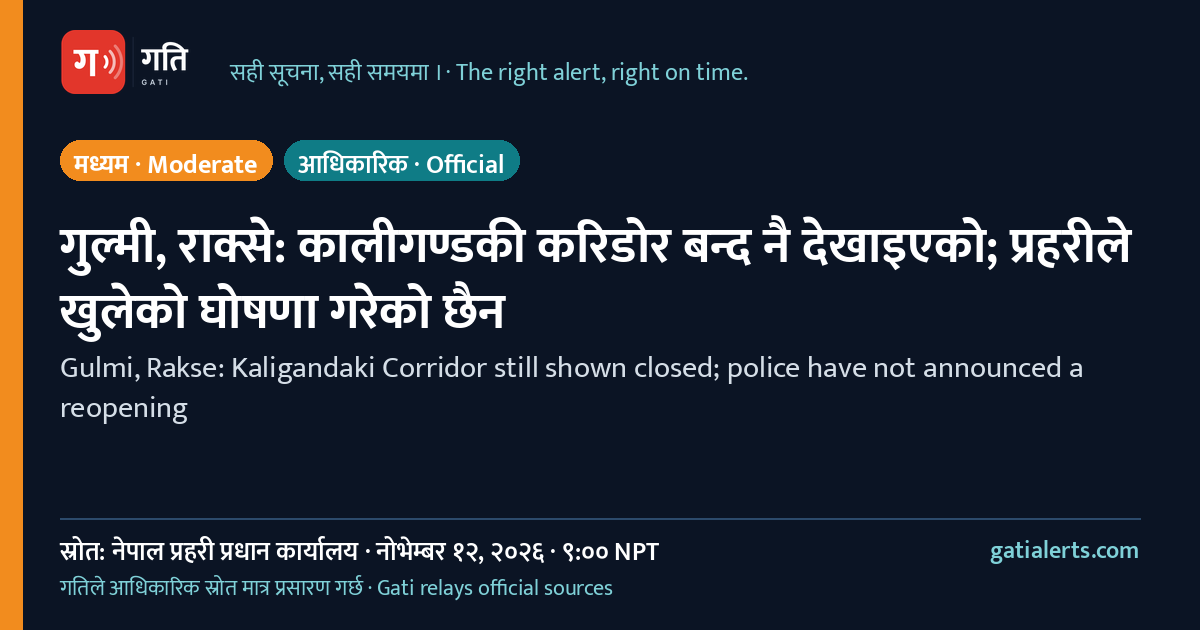 ग
गति
GATI
सही सूचना, सही समयमा । · The right alert, right on time.
मध्यम · Moderate
आधिकारिक · Official
गुल्मी, राक्से: कालीगण्डकी करिडोर बन्द नै देखाइएको; प्रहरीले
खुलेको घोषणा गरेको छैन
Gulmi, Rakse: Kaligandaki Corridor still shown closed; police have not announced a
reopening
स्रोत: नेपाल प्रहरी प्रधान कार्यालय · नोभेम्बर १२, २०२६ · ९:०० NPT
gatialerts.com
गतिले आधिकारिक स्रोत मात्र प्रसारण गर्छ · Gati relays official sources